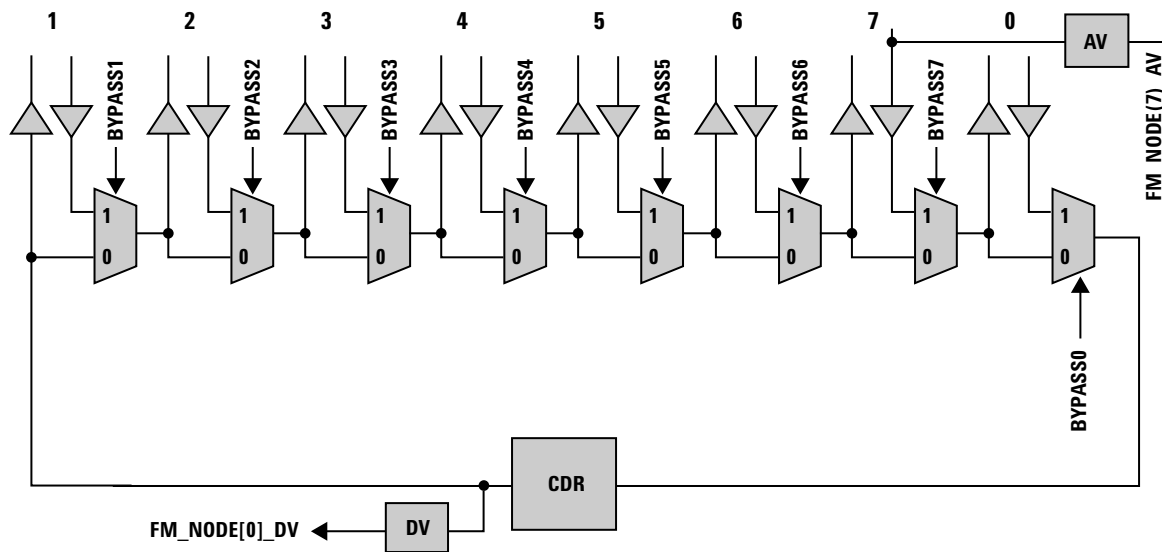 1 2 3 4 5 6 7 0
AV
FM_NODE(7)_AV
BYPASS1
BYPASS2
BYPASS3
BYPASS4
BYPASS5
BYPASS6
BYPASS7
1 1 1 1 1 1 1 1
0 0 0 0 0 0 0 0
BYPASS0
CDR
FM_NODE[0]_DV
DV